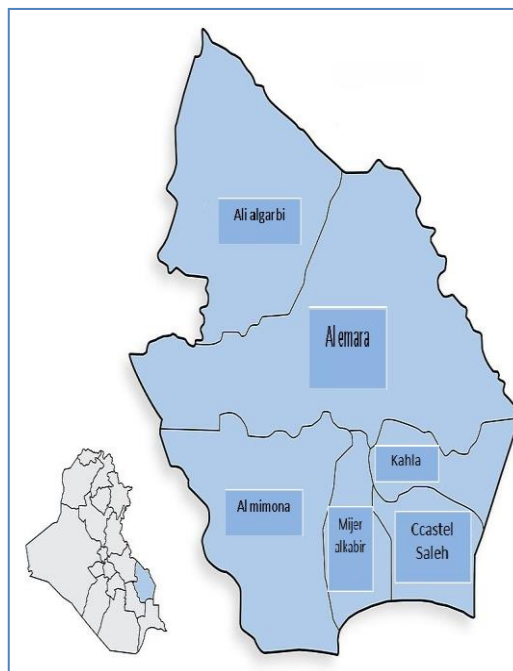 Ali algarbi
Al emara
Kahla
Al mimona
Mijer
alkabir
Ccastel
Saleh